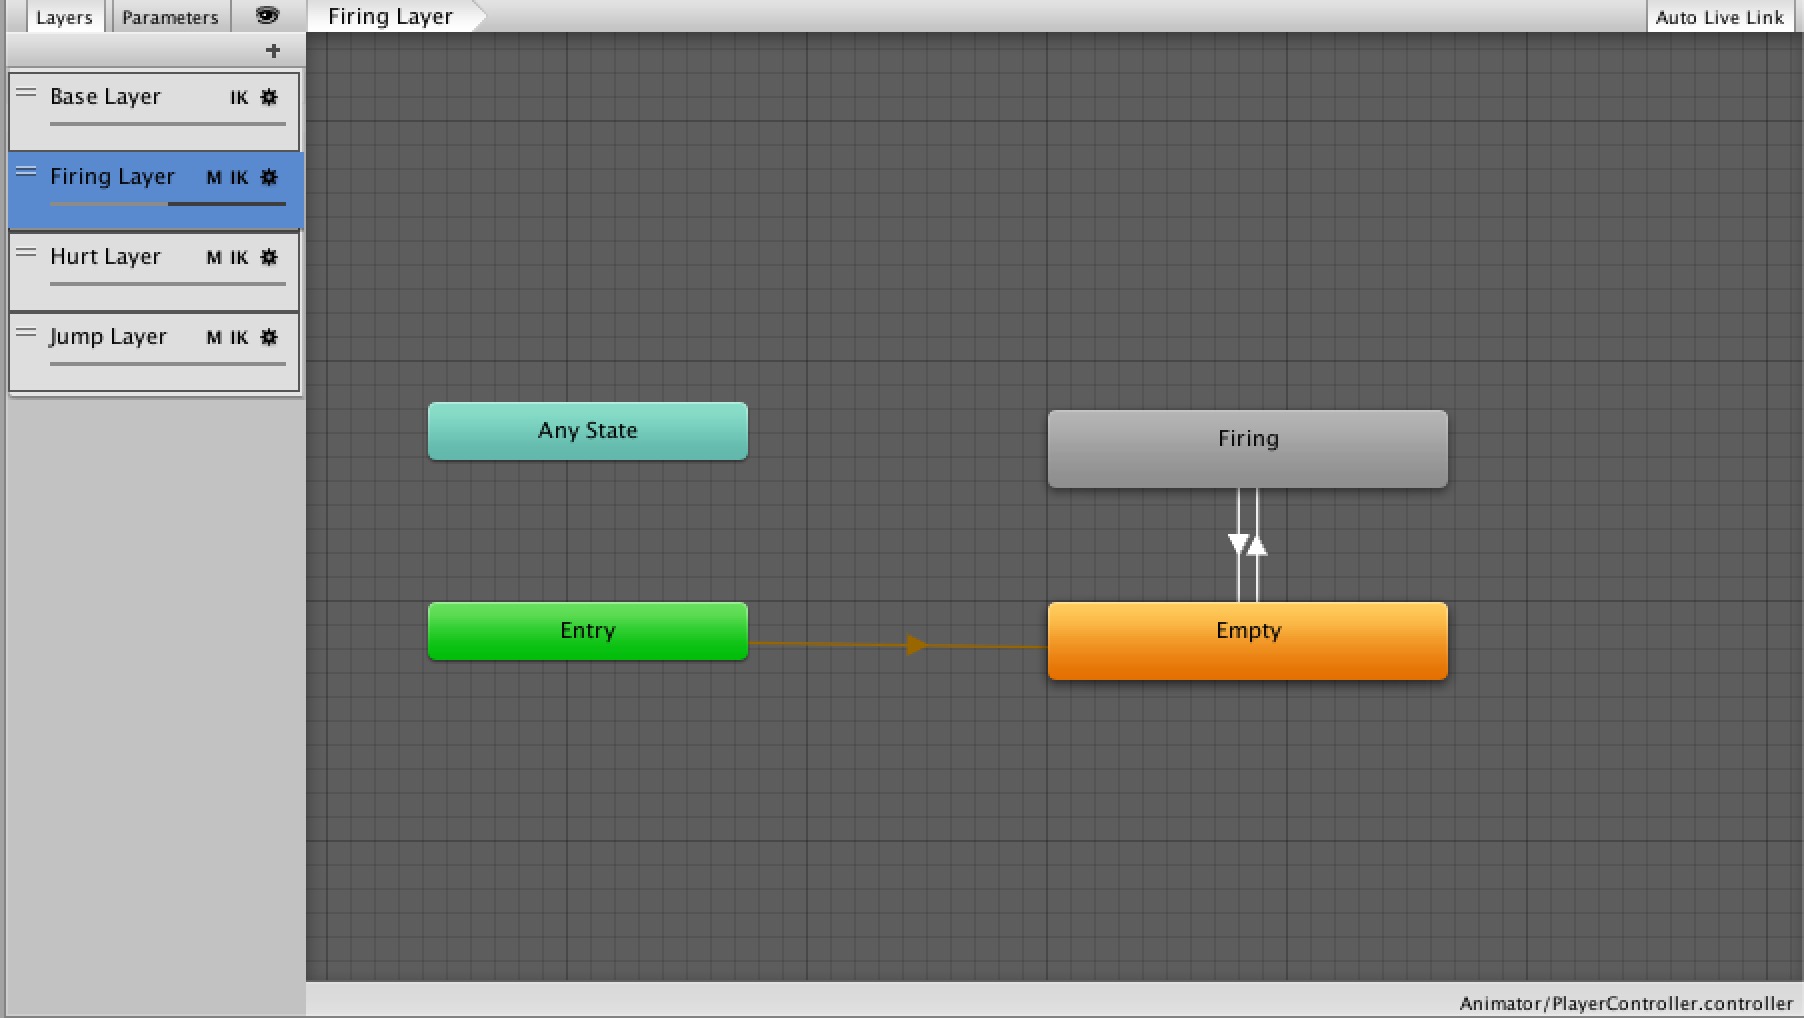 Layers Parameters
Firing Layer
Auto Live Link
+
Base Layer IK
Firing Layer M IK
Hurt Layer M IK
Jump Layer M IK
Any State
Firing
Entry
Empty
Animator/PlayerController.controller